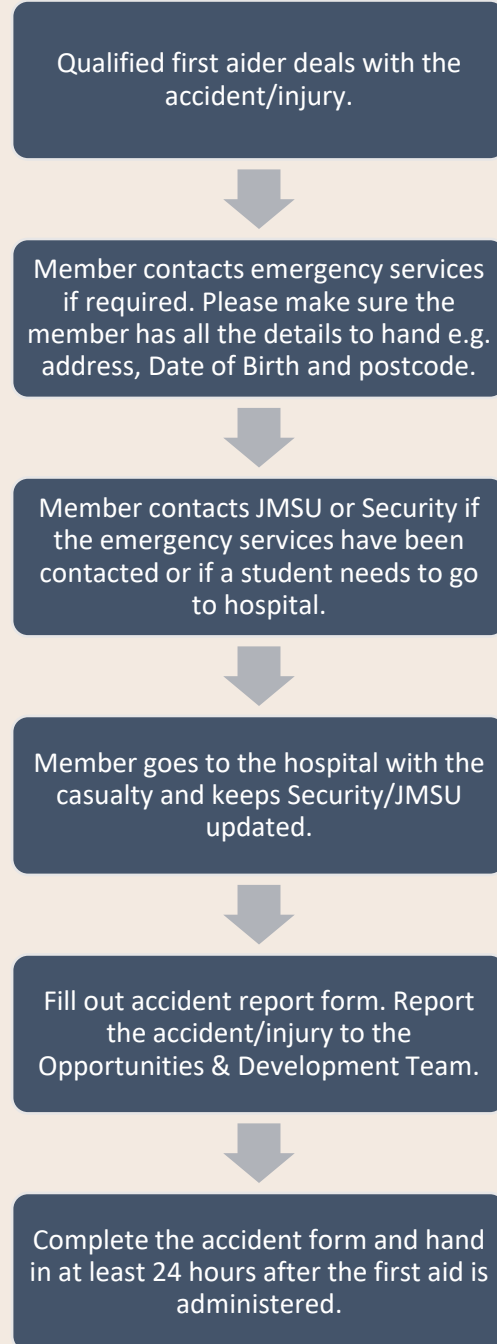 Qualified first aider deals with the
accident/injury.
Member contacts emergency services
if required. Please make sure the
member has all the details to hand e.g.
address, Date of Birth and postcode.
Member contacts JMSU or Security if
the emergency services have been
contacted or if a student needs to go
to hospital.
Member goes to the hospital with the
casualty and keeps Security/JMSU
updated.
Fill out accident report form. Report
the accident/injury to the
Opportunities & Development Team.
Complete the accident form and hand
in at least 24 hours after the first aid is
administered.